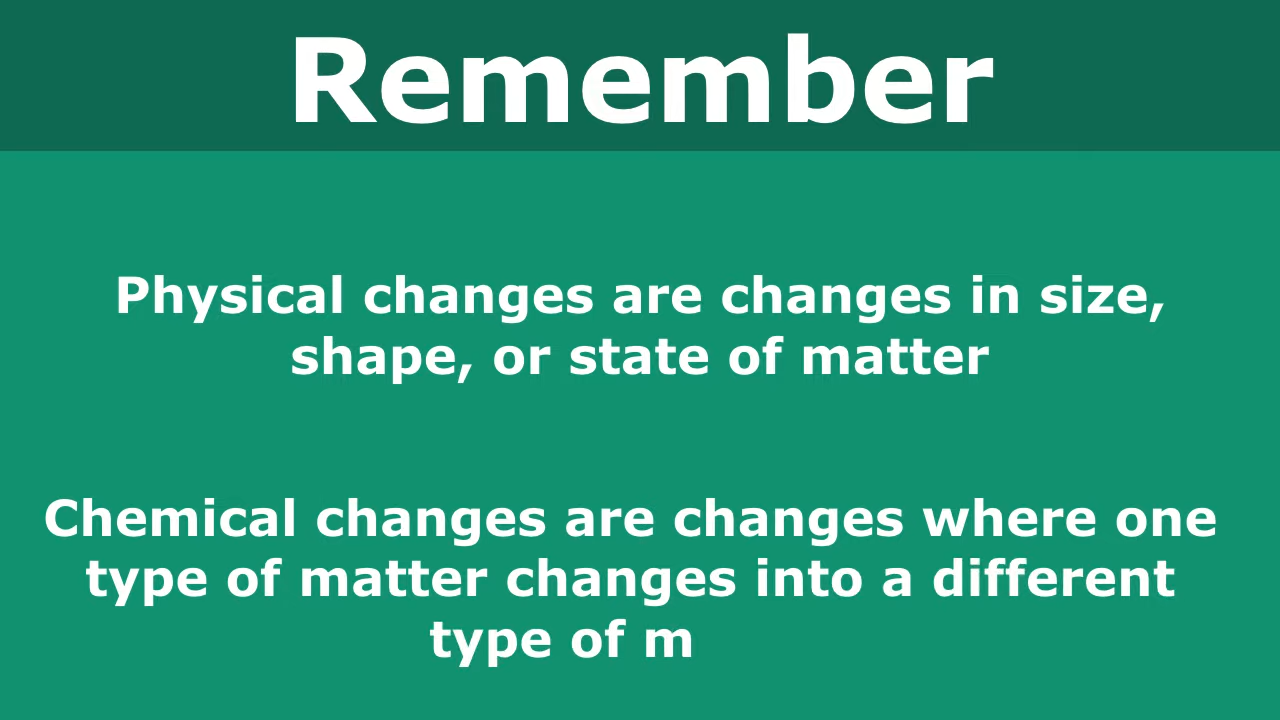 Remember
Physical changes are changes in size,
shape, or state of matter
Chemical changes are changes where one
type of matter changes into a different
type of m